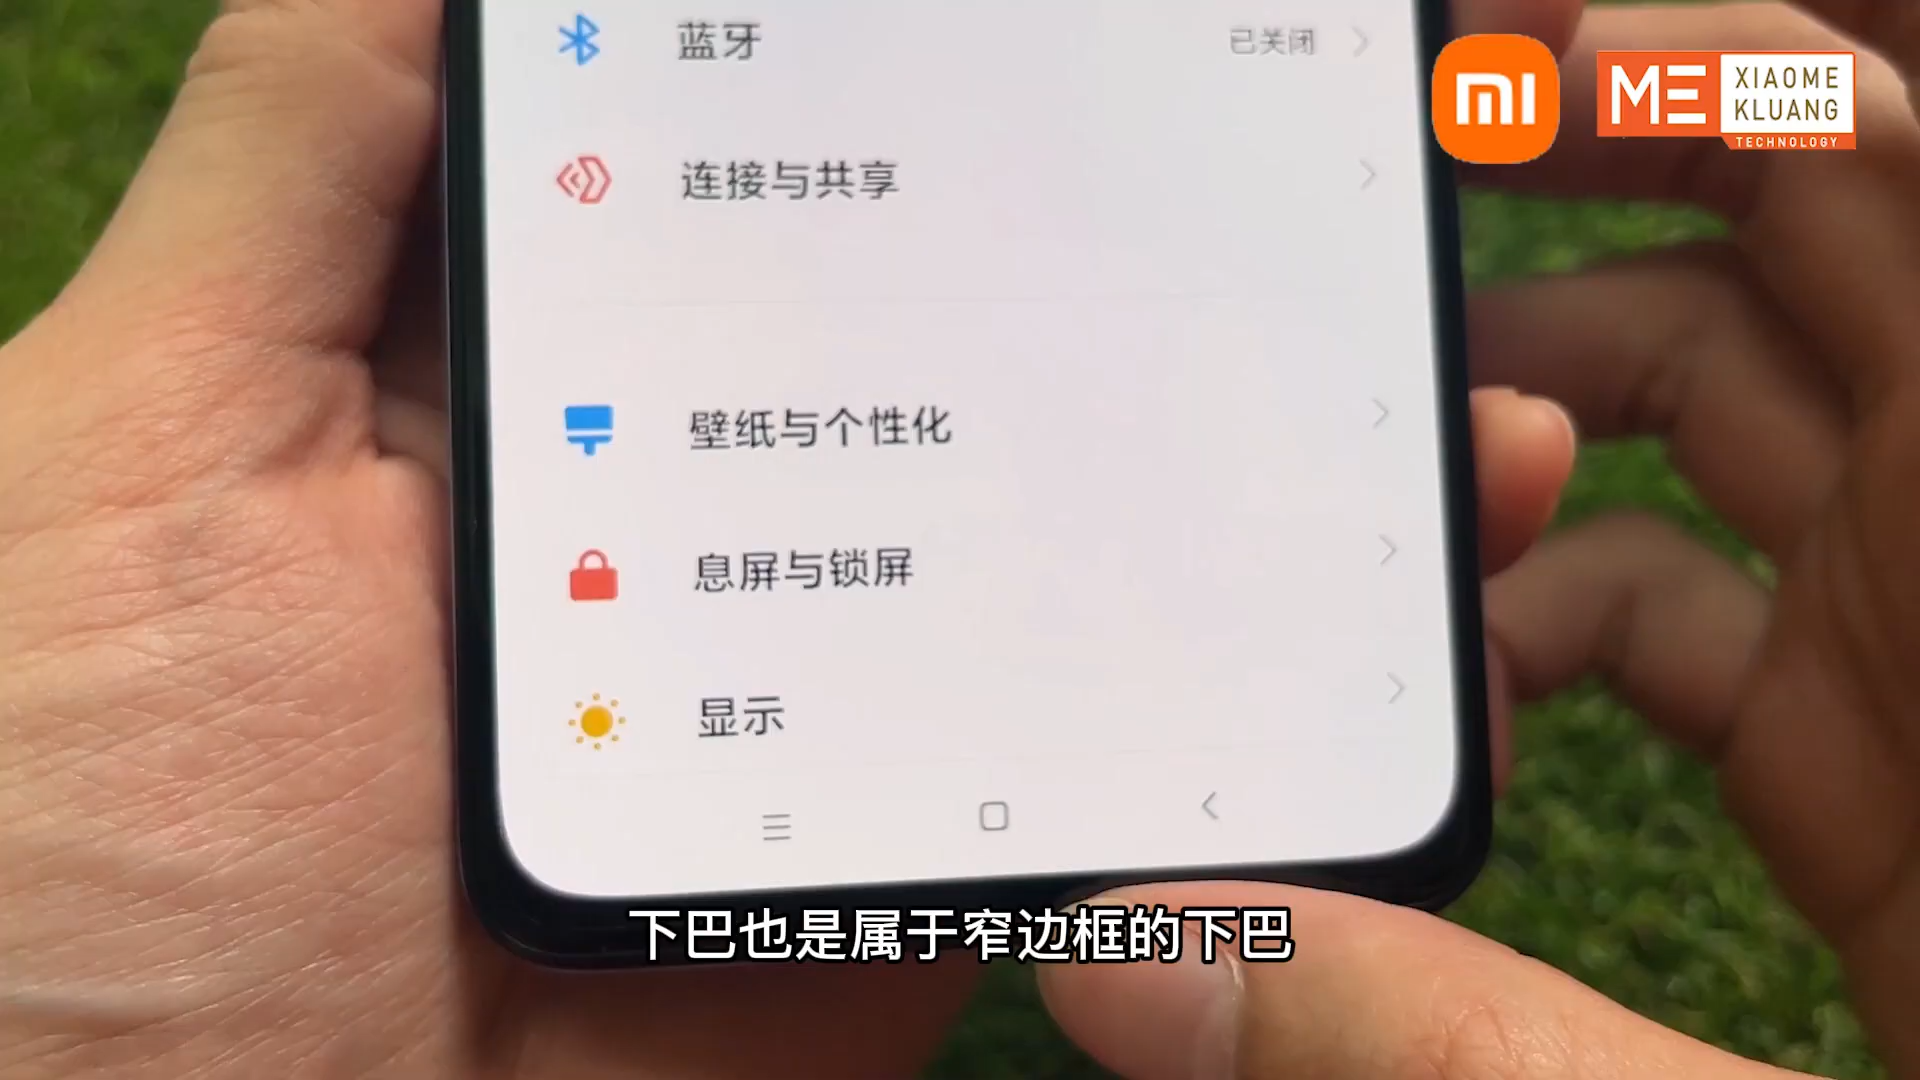 蓝牙
已关闭
XIAOME
KLUANG
TECHNOLOGY
ME
mi
连接与共享
壁纸与个性化
息屏与锁屏
显示
下巴也是属于窄边框的下巴